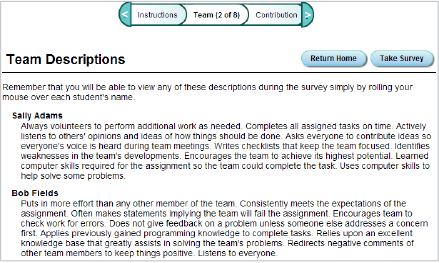 < Instructions Team (2 of 8) Contribution >
Team Descriptions Return Home Take Survey
Remember that you will be able to view any of these descriptions during the survey simply by rolling your
mouse over each student's name.
Sally Adams
Always volunteers to perform additional work as needed. Completes all assigned tasks on time. Actively
listens to others' opinions and ideas of how things should be done. Asks everyone to contribute ideas so
everyone's voice is heard during team meetings. Writes checklists that keep the team focused. Identifies
weaknesses in the team's developments. Encourages the team to achieve its highest potential. Learned
computer skills required for the assignment so the team could complete the task. Uses computer skills to
help solve some problems.
Bob Fields
Puts in more effort than any other member of the team. Consistently meets the expectations of the
assignment. Often makes statements implying the team will fail the assignment. Encourages team to
check work for errors. Does not give feedback on a problem unless someone else addresses a concern
first. Applies previously gained programming knowledge to complete tasks. Relies upon an excellent
knowledge base that greatly assists in solving the team's problems. Redirects negative comments of
other team members to keep things positive. Listens to everyone.